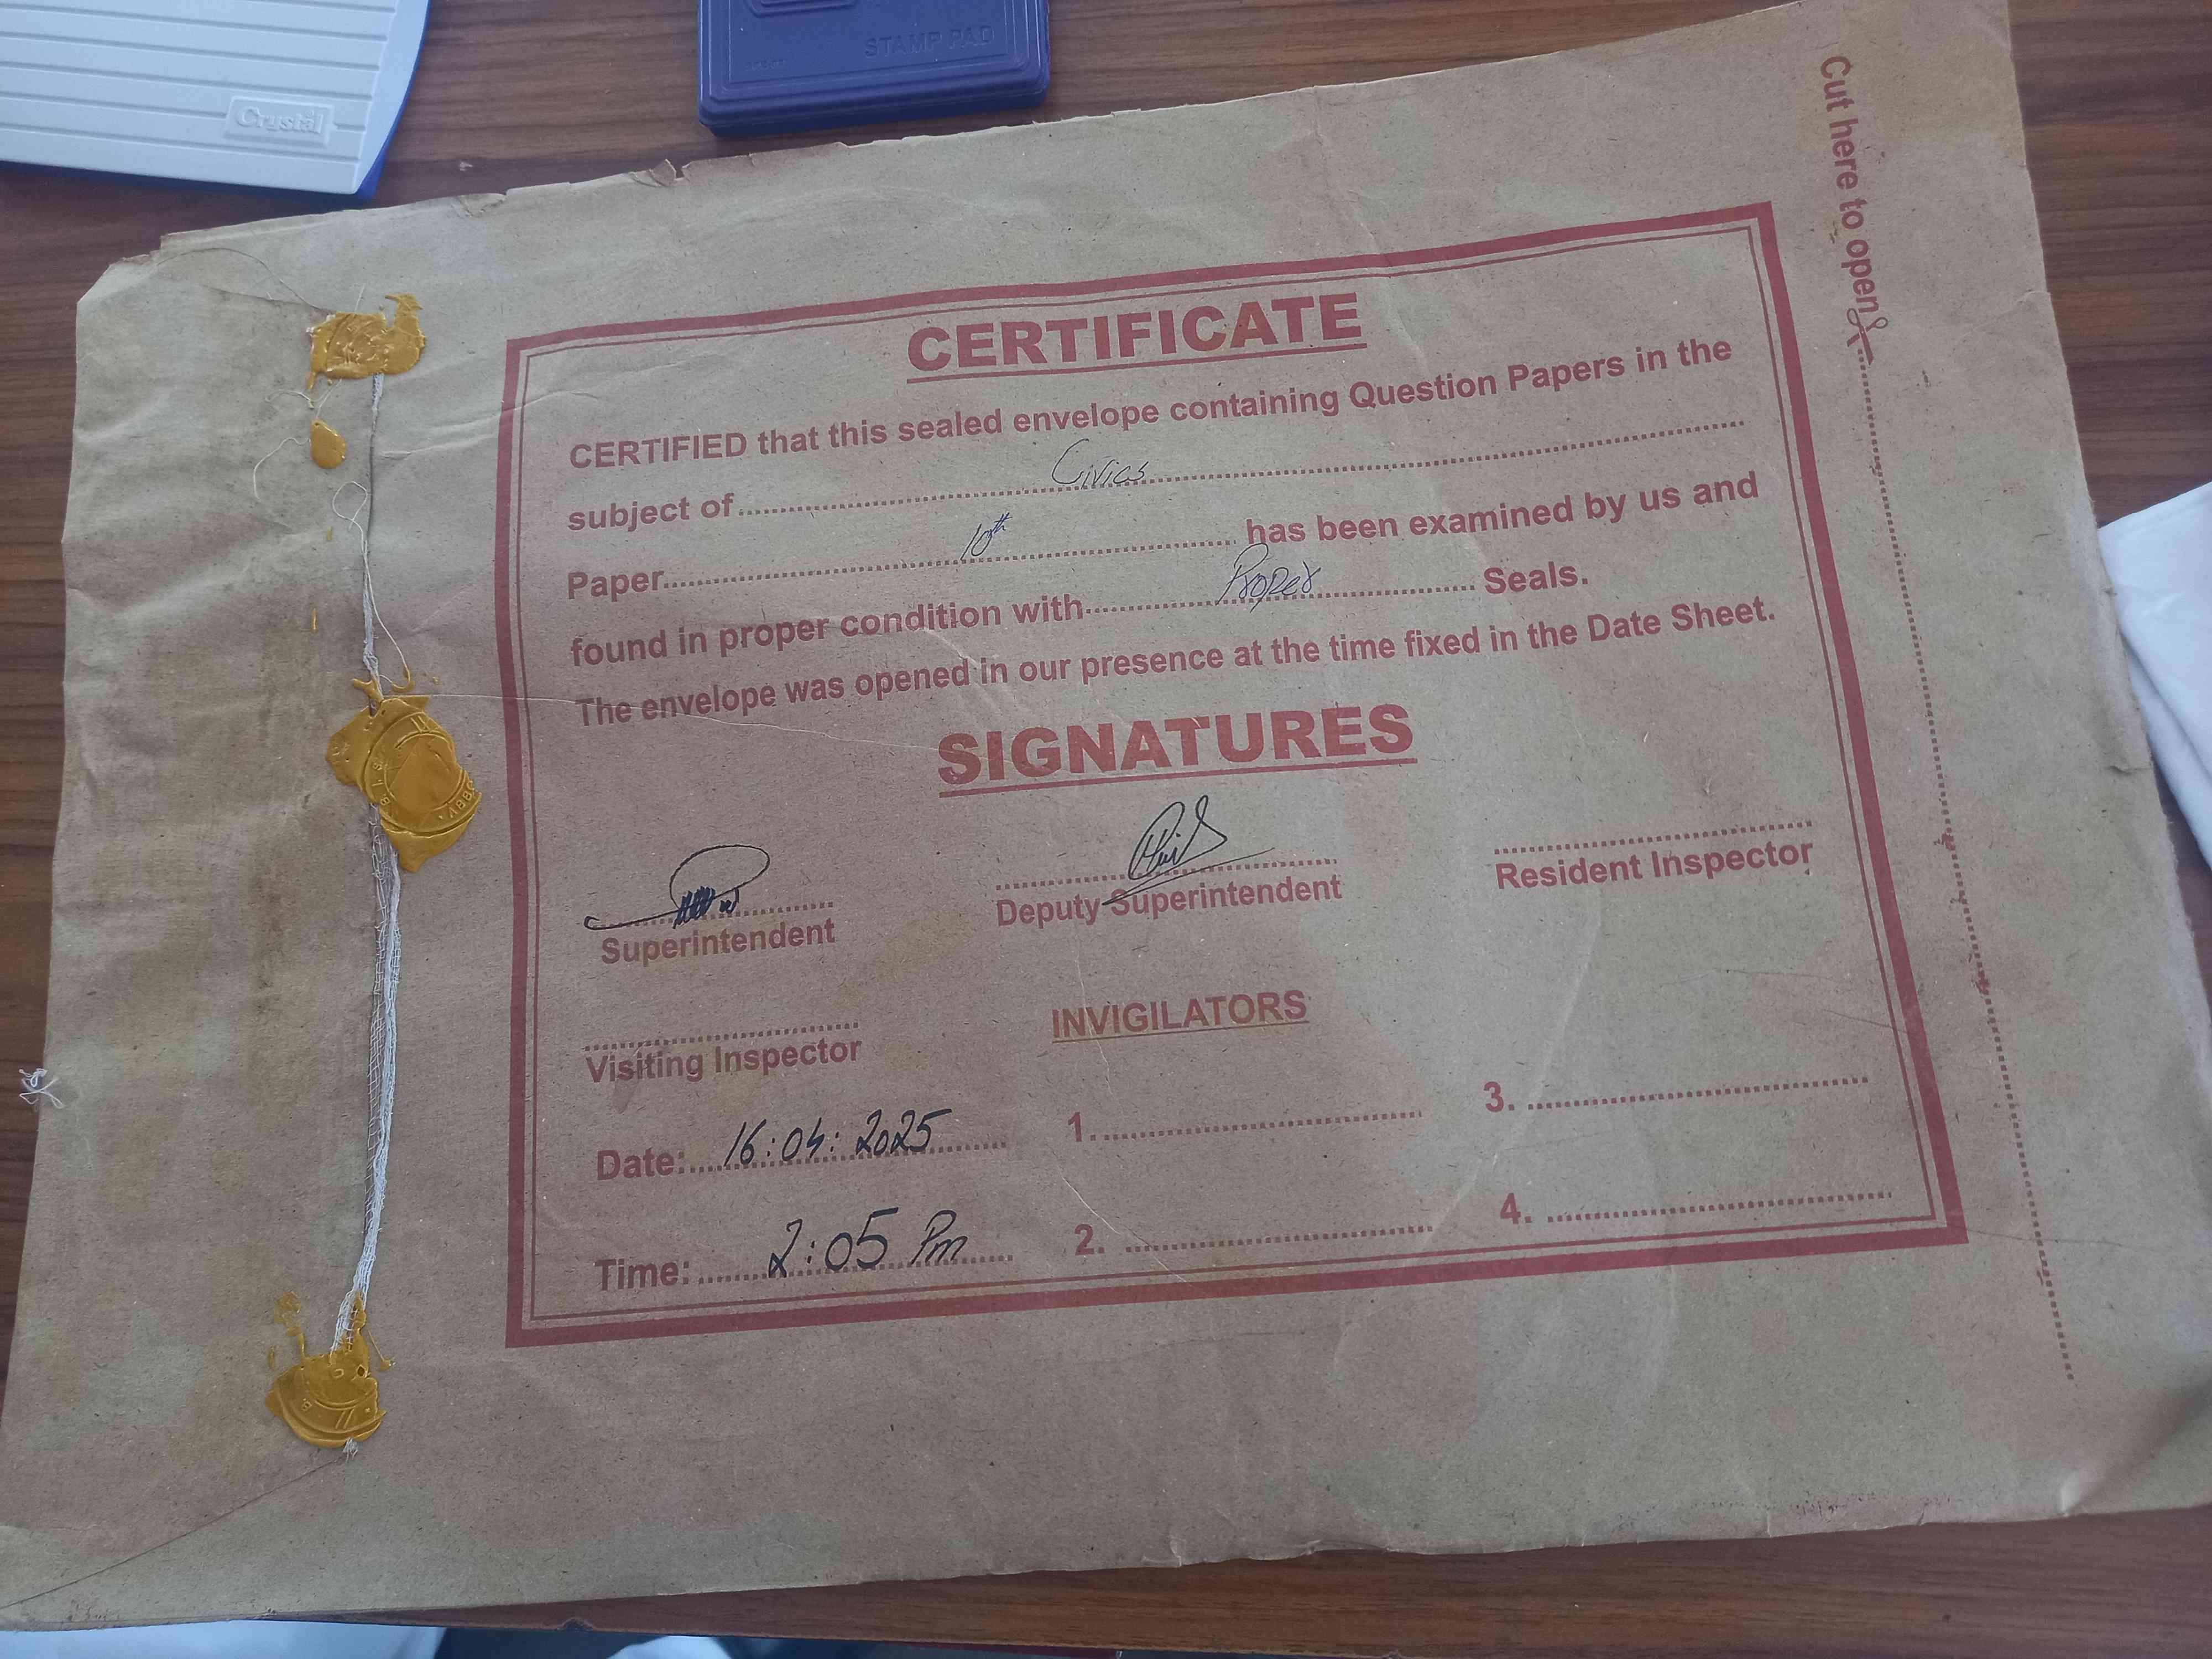 STAMP PAD
Crystal
Cut here to open
CERTIFICATE
CERTIFIED that this sealed envelope containing Question Papers in the
subject of Civics
Paper 10th has been examined by us and
found in proper condition with Proper Seals.
The envelope was opened in our presence at the time fixed in the Date Sheet.
SIGNATURES
Superintendent
Deputy Superintendent
Resident Inspector
Visiting Inspector
INVIGILATORS
Date: 16:04:2025
1.
3.
Time: 2:05 Pm
2.
4.